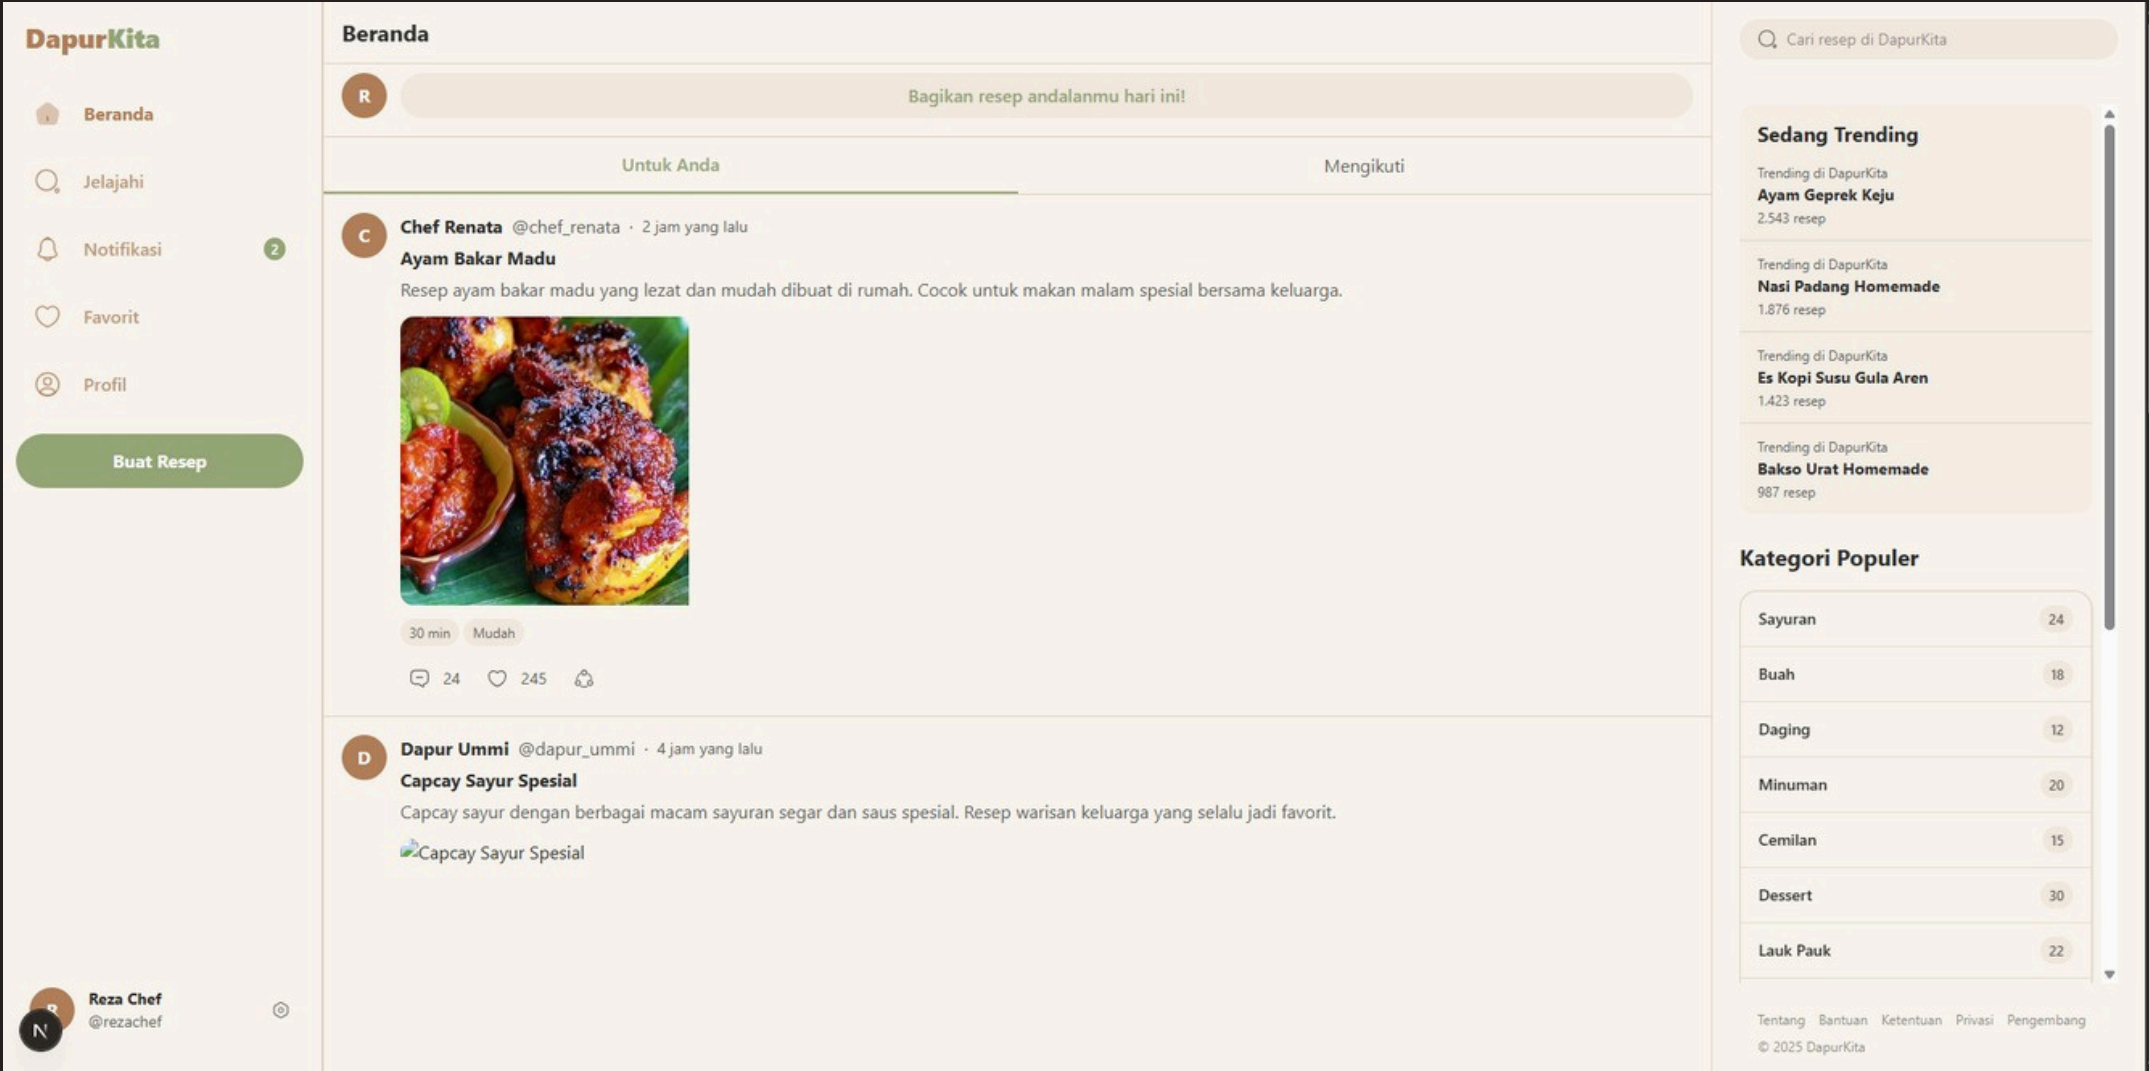 DapurKita
Beranda
Jelajahi
Notifikasi 2
Favorit
Profil
Buat Resep
R
Reza Chef
@rezachef
N
Beranda
R
Bagikan resep andalanmu hari ini!
Untuk Anda
Mengikuti
C
Chef Renata @chef_renata · 2 jam yang lalu
Ayam Bakar Madu
Resep ayam bakar madu yang lezat dan mudah dibuat di rumah. Cocok untuk makan malam spesial bersama keluarga.
30 min Mudah
24 245
D
Dapur Ummi @dapur_ummi · 4 jam yang lalu
Capcay Sayur Spesial
Capcay sayur dengan berbagai macam sayuran segar dan saus spesial. Resep warisan keluarga yang selalu jadi favorit.
Capcay Sayur Spesial
Cari resep di DapurKita
Sedang Trending
Trending di DapurKita
Ayam Geprek Keju
2.543 resep
Trending di DapurKita
Nasi Padang Homemade
1.876 resep
Trending di DapurKita
Es Kopi Susu Gula Aren
1.423 resep
Trending di DapurKita
Bakso Urat Homemade
987 resep
Kategori Populer
Sayuran 24
Buah 18
Daging 12
Minuman 20
Cemilan 15
Dessert 30
Lauk Pauk 22
Tentang Bantuan Ketentuan Privasi Pengembang
© 2025 DapurKita